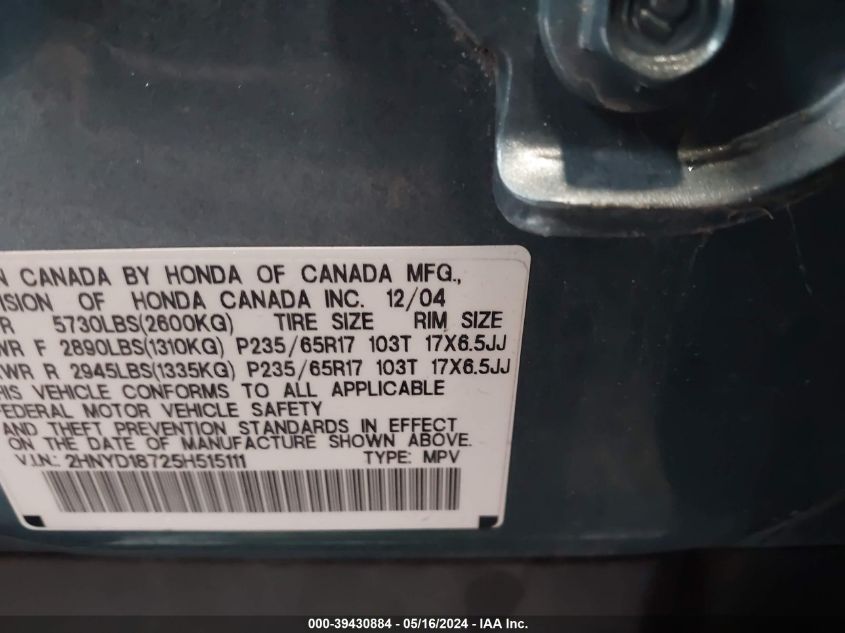 N CANADA BY HONDA OF CANADA MFG.,
ISION OF HONDA CANADA INC. 12/04
R 5730LBS(2600KG) TIRE SIZE RIM SIZE
WR F 2890LBS(1310KG) P235/65R17 103T 17X6.5JJ
WR R 2945LBS(1335KG) P235/65R17 103T 17X6.5JJ
HIS VEHICLE CONFORMS TO ALL APPLICABLE
FEDERAL MOTOR VEHICLE SAFETY
AND THEFT PREVENTION STANDARDS IN EFFECT
ON THE DATE OF MANUFACTURE SHOWN ABOVE.
V.I.N.: 2HNYD18725H515111 TYPE: MPV
000-39430884 - 05/16/2024 - IAA Inc.